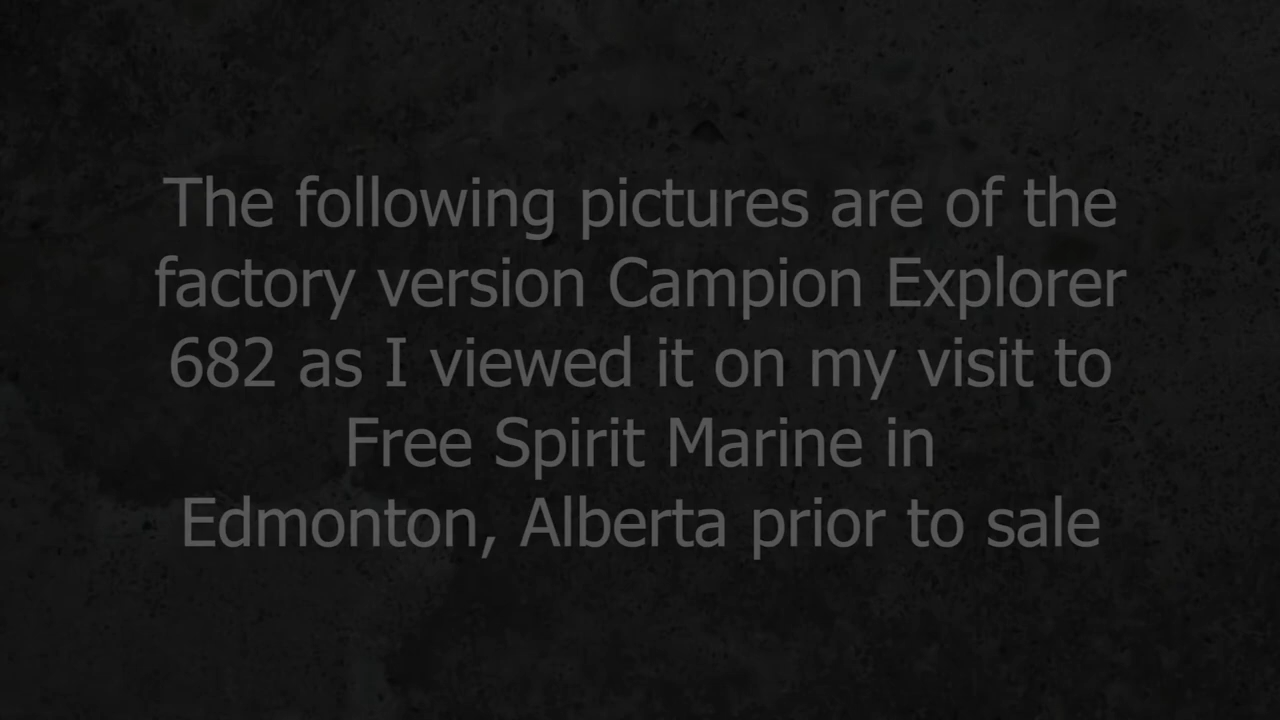 The following pictures are of the
factory version Campion Explorer
682 as I viewed it on my visit to
Free Spirit Marine in
Edmonton, Alberta prior to sale